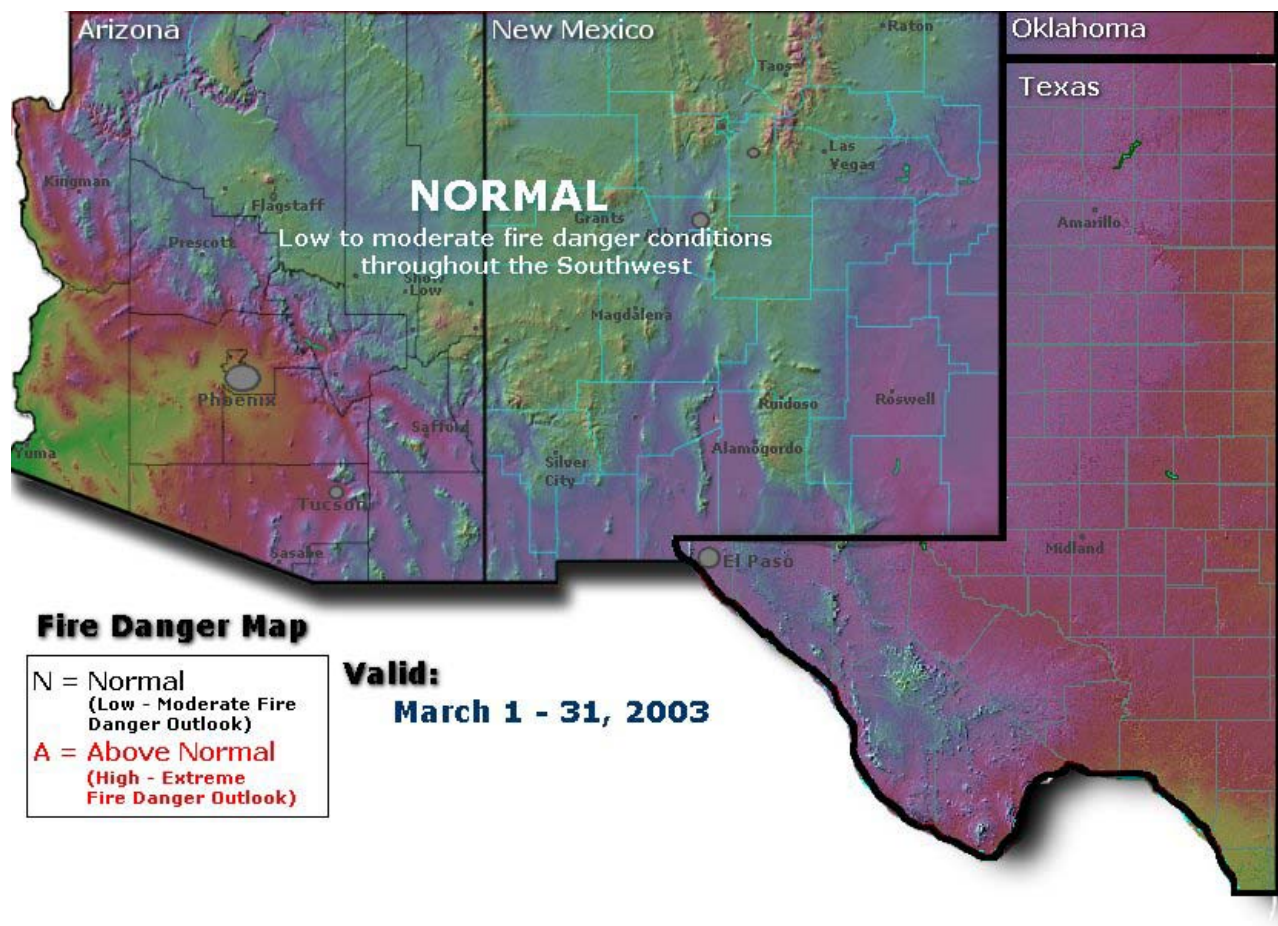 Arizona
New Mexico
Oklahoma
Texas
Raton
Taos
Las
Vegas
Kingman
Flagstaff
Prescott
NORMAL
Grants
Low to moderate fire danger conditions
throughout the Southwest
Show
Low
Amarillo
Magdalena
Phoenix
Safford
Yuma
Tucson
Sasabe
Silver
City
Ruidoso
Alamogordo
Roswell
Midland
El Paso
Fire Danger Map
N = Normal
(Low - Moderate Fire
Danger Outlook)
A = Above Normal
(High - Extreme
Fire Danger Outlook)
Valid:
March 1 - 31, 2003